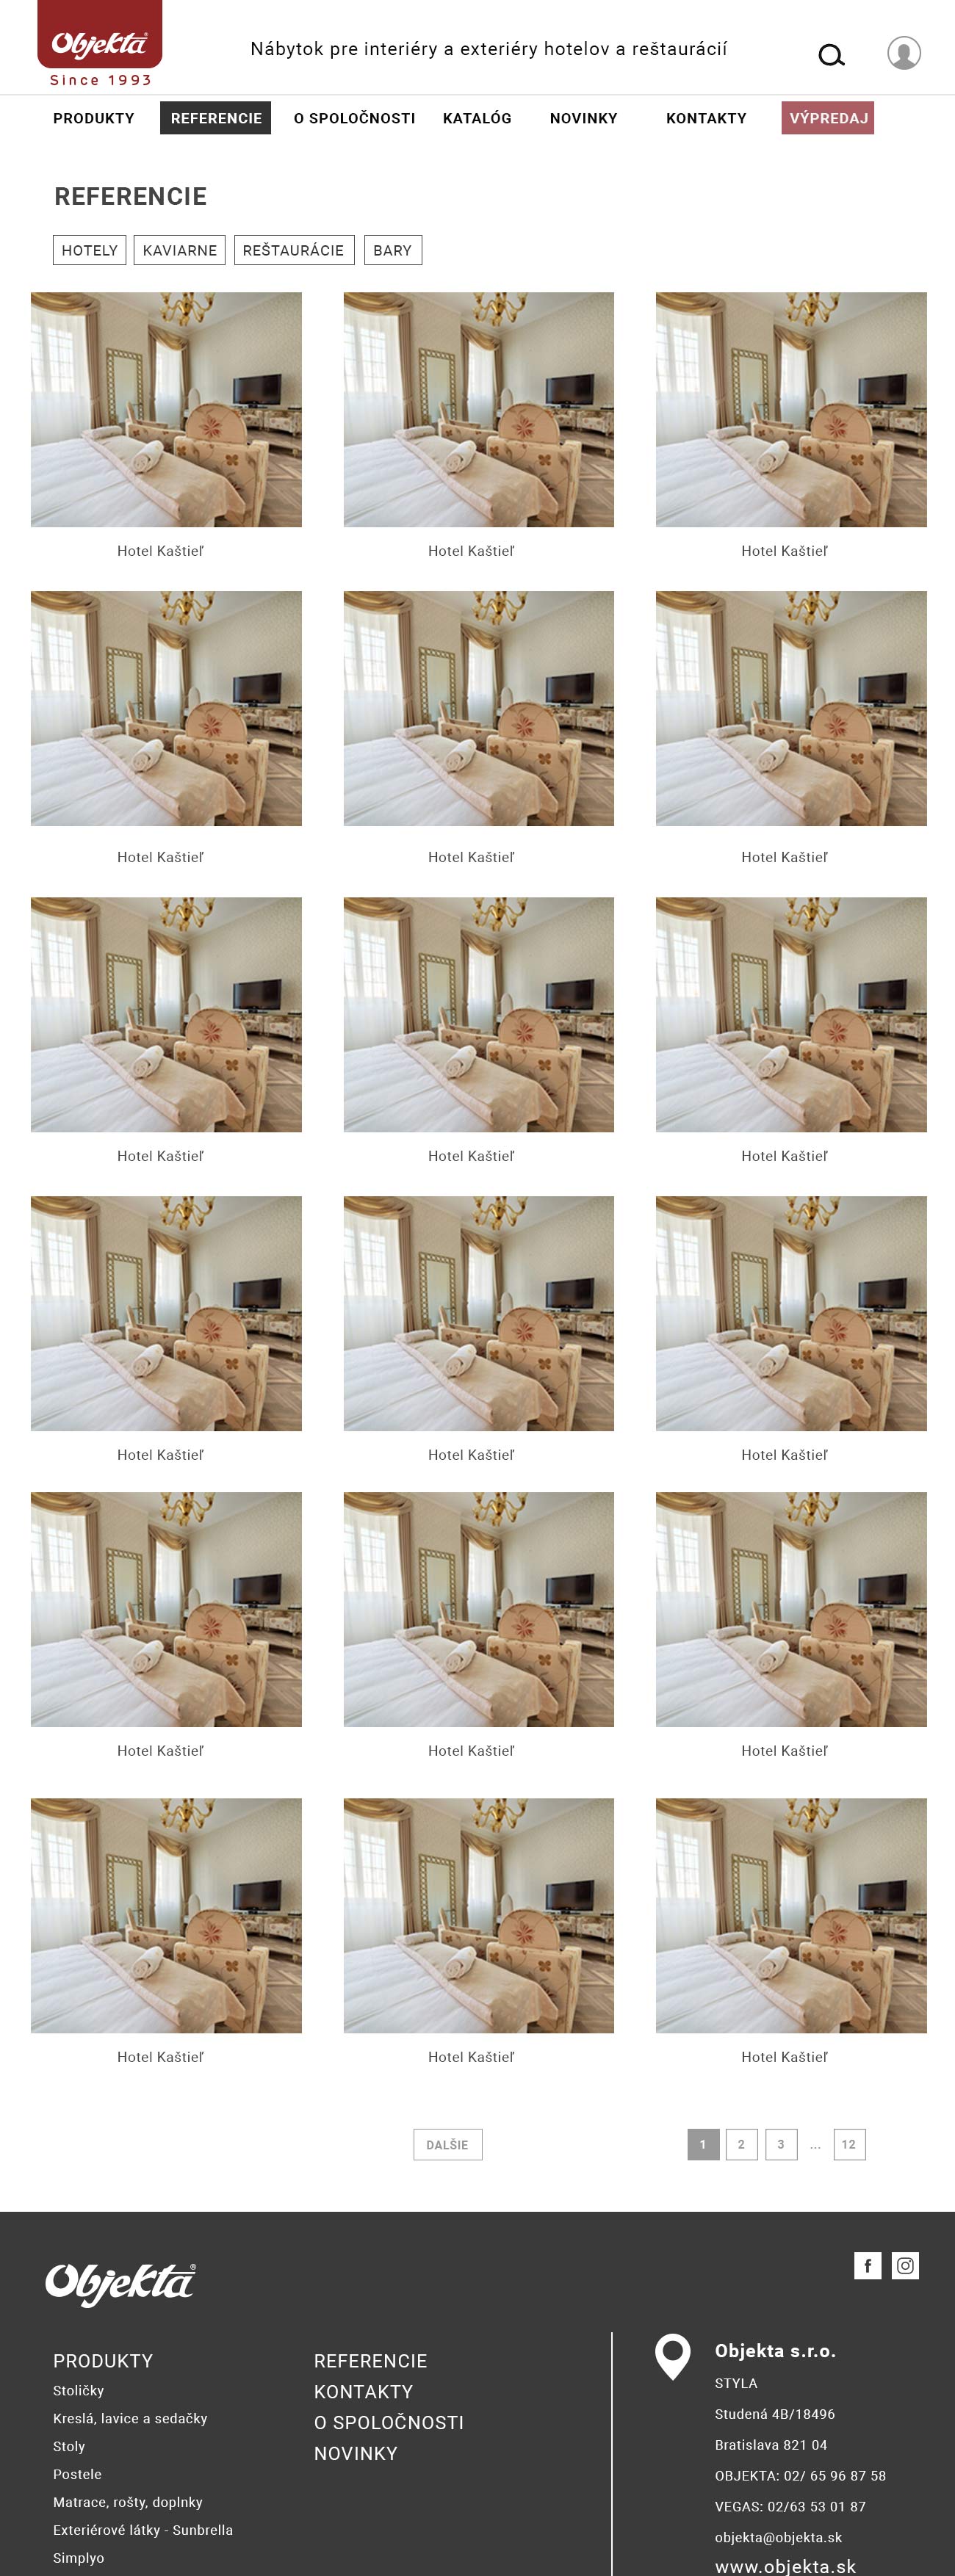 Objekta
Since 1993
Nábytok pre interiéry a exteriéry hotelov a reštaurácií
PRODUKTY REFERENCIE O SPOLOČNOSTI KATALÓG NOVINKY KONTAKTY VÝPREDAJ
REFERENCIE
HOTELY KAVIARNE REŠTAURÁCIE BARY
Hotel Kaštieľ Hotel Kaštieľ Hotel Kaštieľ
Hotel Kaštieľ Hotel Kaštieľ Hotel Kaštieľ
Hotel Kaštieľ Hotel Kaštieľ Hotel Kaštieľ
Hotel Kaštieľ Hotel Kaštieľ Hotel Kaštieľ
Hotel Kaštieľ Hotel Kaštieľ Hotel Kaštieľ
Hotel Kaštieľ Hotel Kaštieľ Hotel Kaštieľ
DALŠIE 1 2 3 ... 12
Objekta®
PRODUKTY
Stoličky
Kreslá, lavice a sedačky
Stoly
Postele
Matrace, rošty, doplnky
Exteriérové látky - Sunbrella
Simplyo
REFERENCIE
KONTAKTY
O SPOLOČNOSTI
NOVINKY
Objekta s.r.o.
STYLA
Studená 4B/18496
Bratislava 821 04
OBJEKTA: 02/ 65 96 87 58
VEGAS: 02/63 53 01 87
objekta@objekta.sk
www.objekta.sk